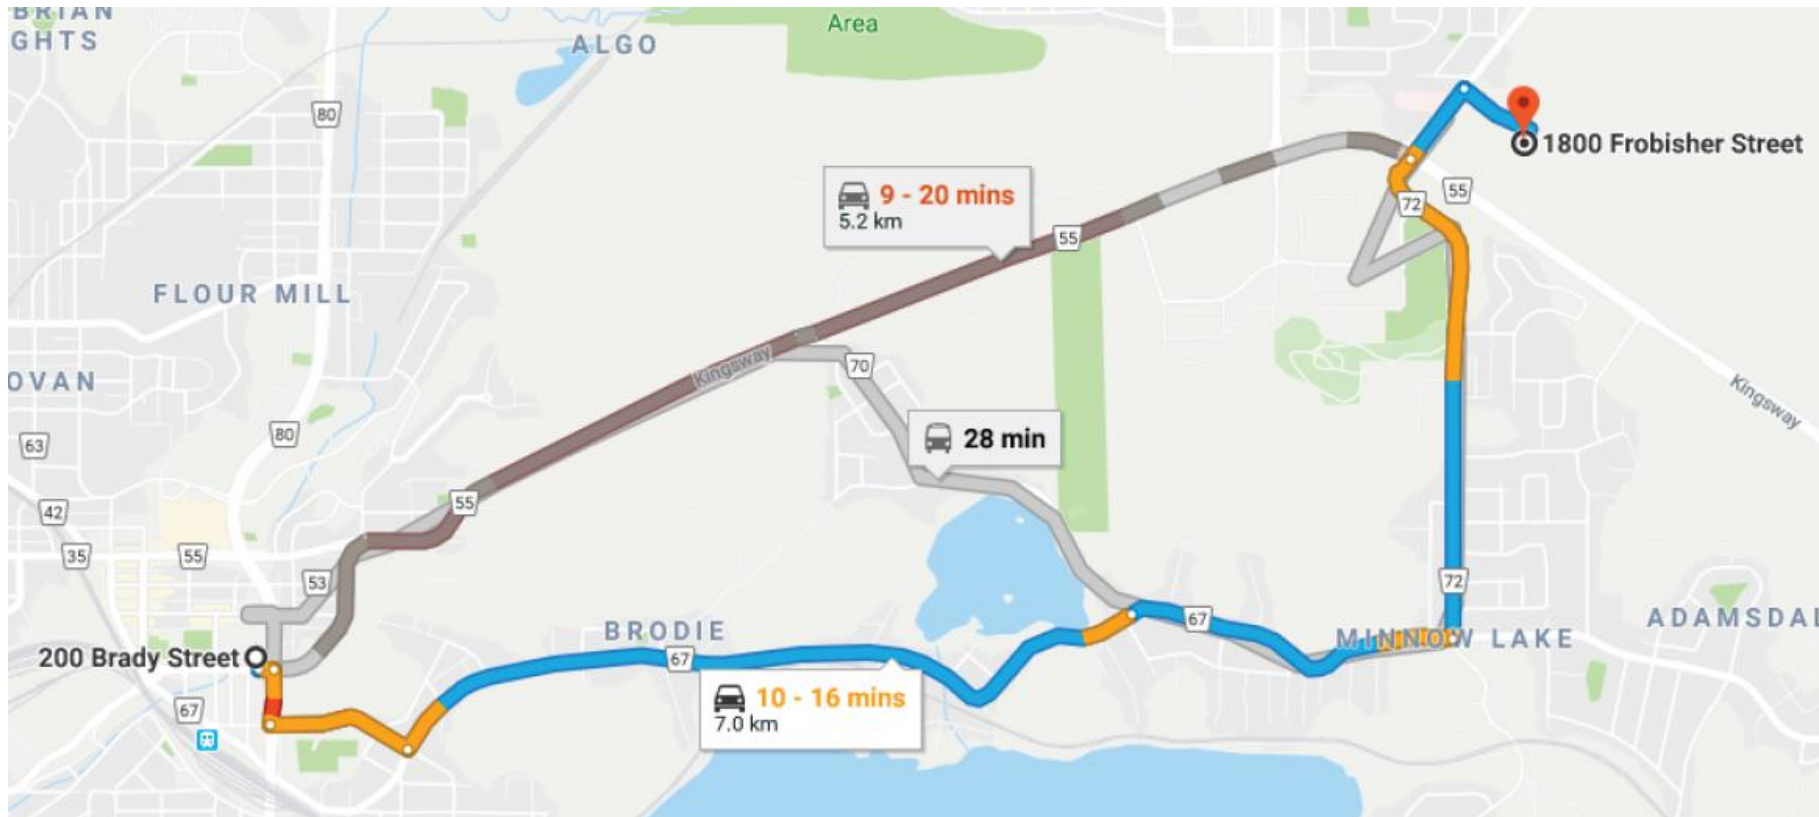 BRIAN
GHTS
ALGO
Area
80
1800 Frobisher Street
9 - 20 mins
5.2 km
55
72
55
FLOUR MILL
Kingsway
70
OVAN
Kingsway
80
63
28 min
55
42
35
55
53
72
BRODIE
67
MINNOW LAKE
ADAMSDAL
200 Brady Street
67
67
10 - 16 mins
7.0 km